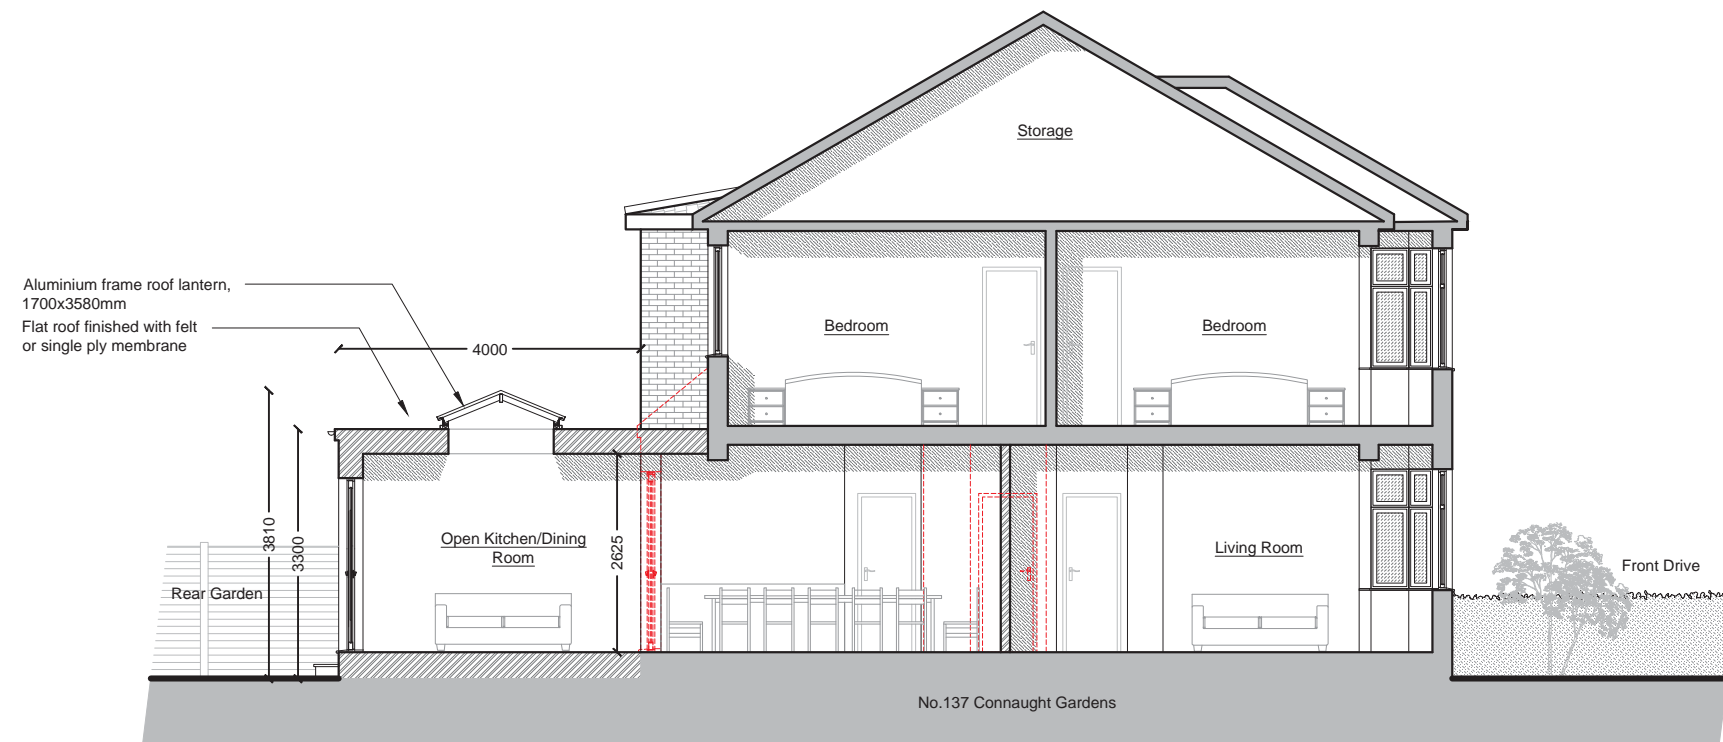 Storage
Aluminium frame roof lantern,
1700x3580mm
Flat roof finished with felt
or single ply membrane
4000
Bedroom
Bedroom
3810
3300
2625
Open Kitchen/Dining
Room
Living Room
Rear Garden
Front Drive
No.137 Connaught Gardens